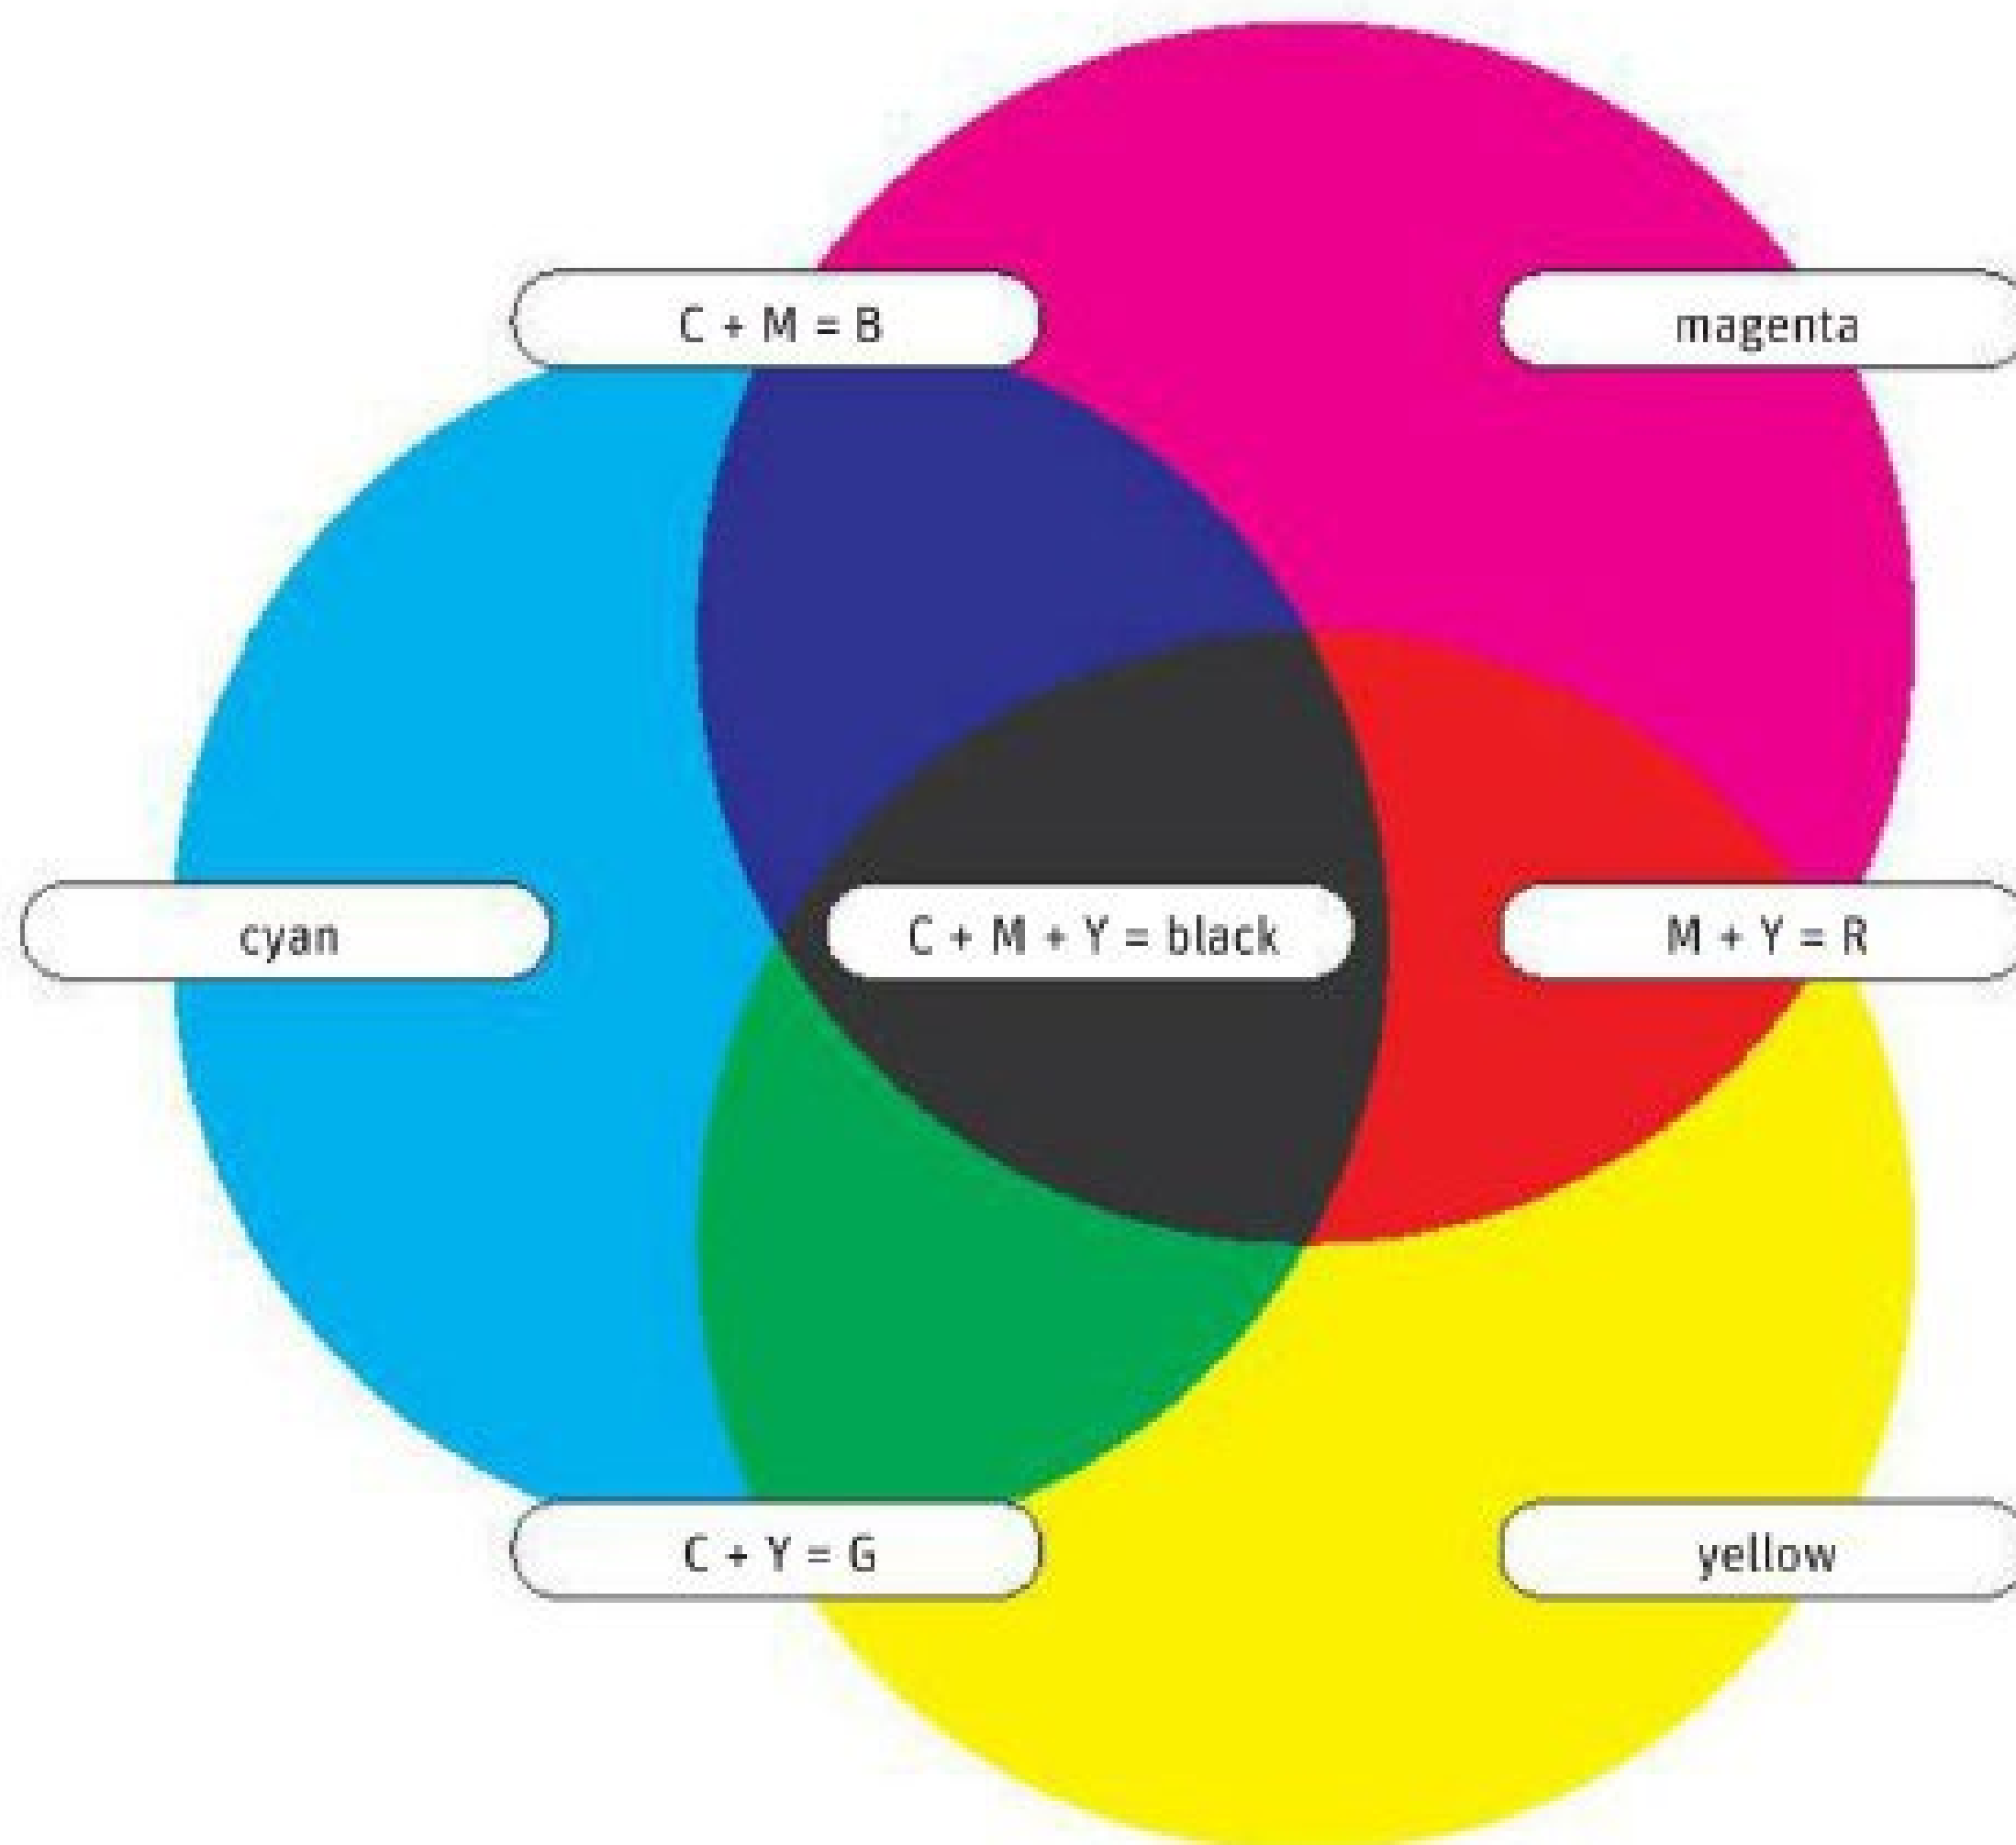 C + M = B
magenta
cyan
C + M + Y = black
M + Y = R
C + Y = G
yellow